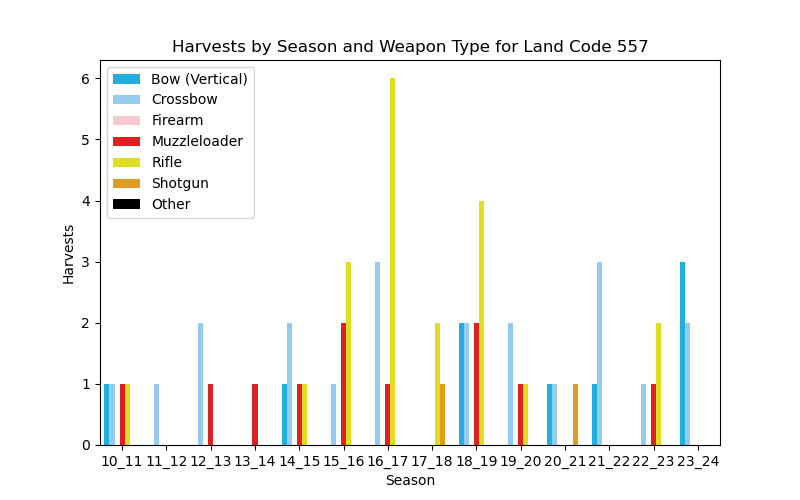 Harvests by Season and Weapon Type for Land Code 557
Bow (Vertical)
Crossbow
Firearm
Muzzleloader
Rifle
Shotgun
Other
Harvests
6
5
4
3
2
1
0
10_11 11_12 12_13 13_14 14_15 15_16 16_17 17_18 18_19 19_20 20_21 21_22 22_23 23_24
Season